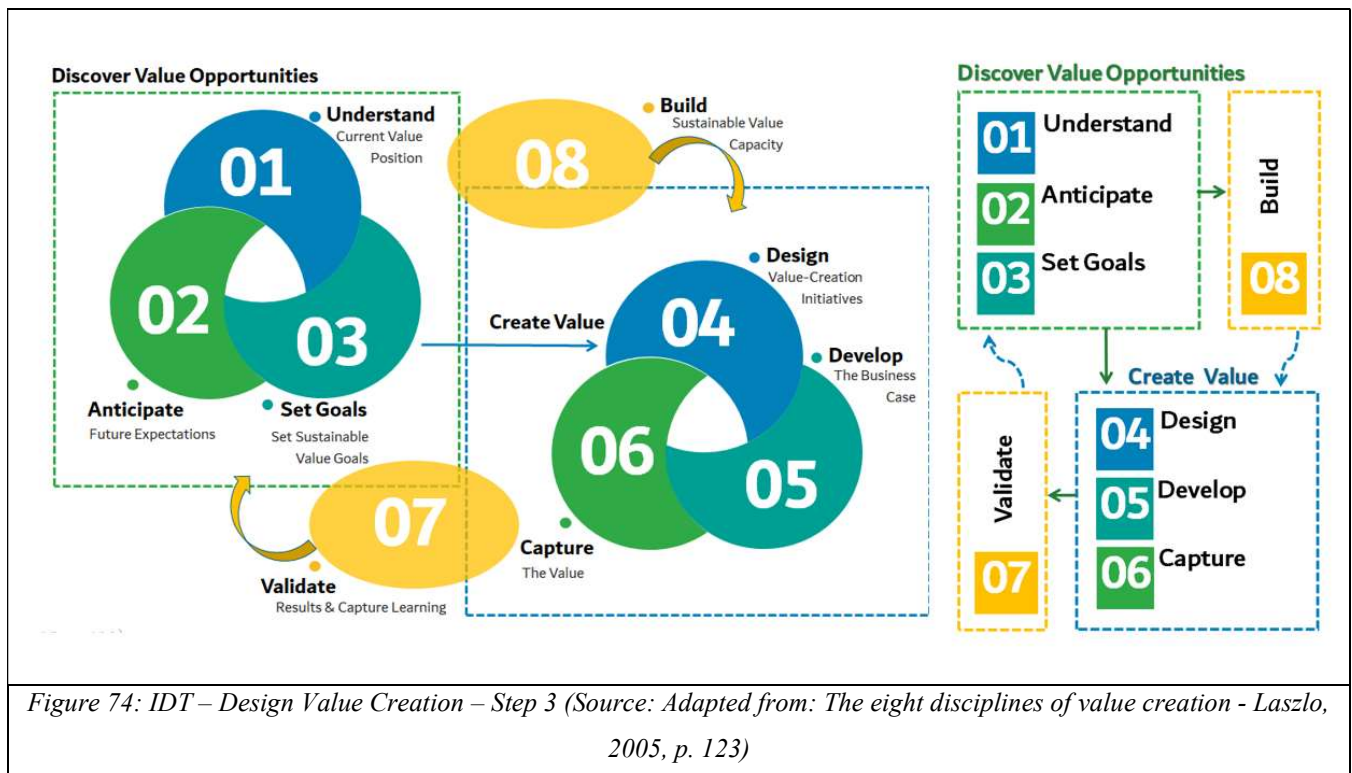 Discover Value Opportunities
01
Understand
Current Value
Position
02
Anticipate
Future Expectations
03
Set Goals
Set Sustainable
Value Goals
08
Build
Sustainable Value
Capacity
Create Value
04
Design
Value-Creation
Initiatives
05
Develop
The Business
Case
06
Capture
The Value
07
Validate
Results & Capture Learning
Discover Value Opportunities
01 Understand
02 Anticipate
03 Set Goals
Build
08
Create Value
04 Design
05 Develop
06 Capture
Validate
07
Figure 74: IDT – Design Value Creation – Step 3 (Source: Adapted from: The eight disciplines of value creation - Laszlo,
2005, p. 123)